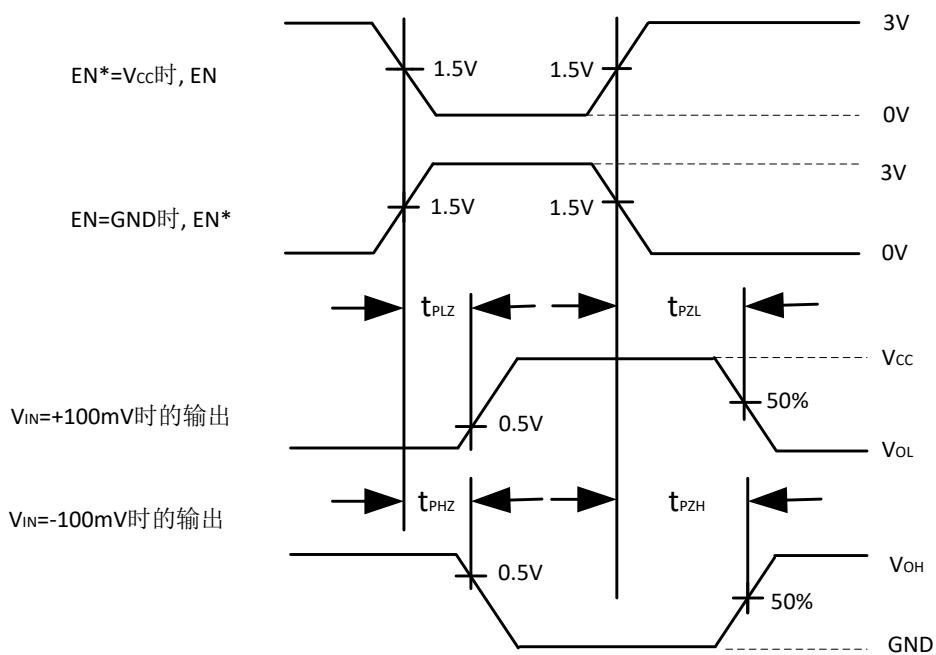 3V
EN*=VCC时, EN
1.5V
1.5V
0V
3V
EN=GND时, EN*
1.5V
1.5V
0V
tPLZ
tPZL
VCC
VIN=+100mV时的输出
0.5V
50%
VOL
tPHZ
tPZH
VIN=-100mV时的输出
0.5V
VOH
50%
GND